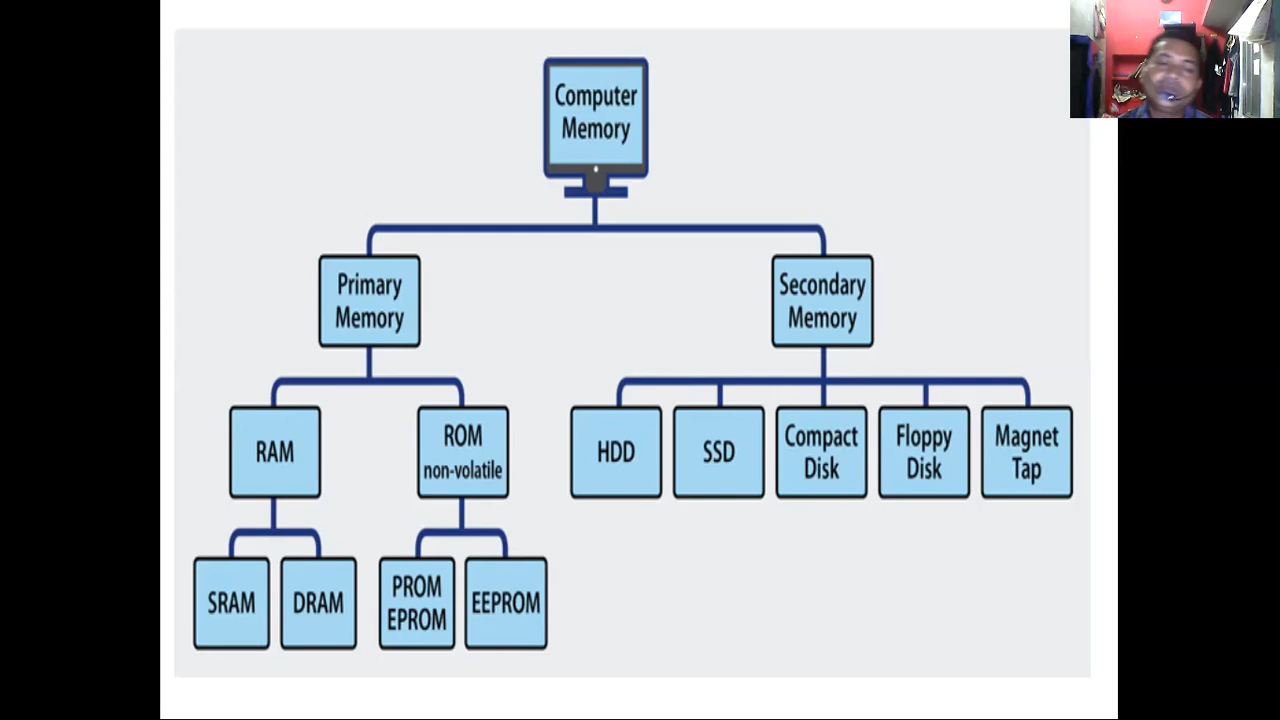 Computer
Memory
Primary
Memory
Secondary
Memory
RAM
ROM
non-volatile
HDD
SSD
Compact
Disk
Floppy
Disk
Magnet
Tap
SRAM
DRAM
PROM
EPROM
EEPROM